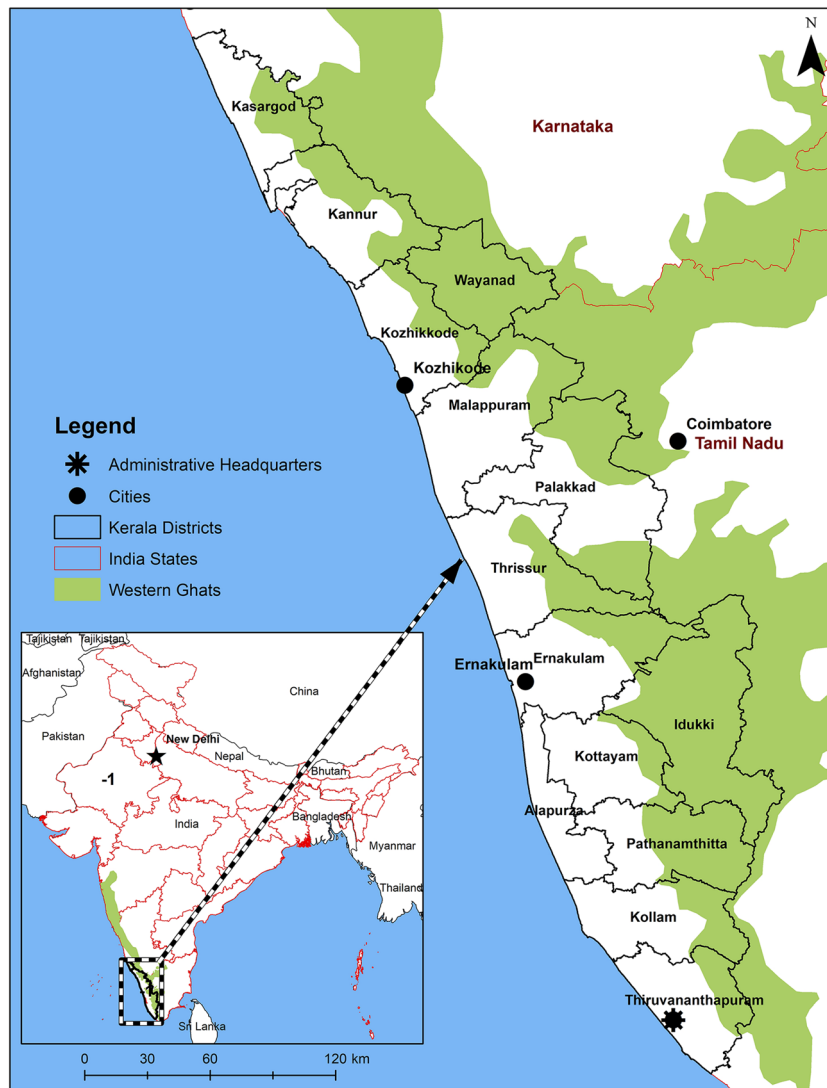 N
Kasargod
Karnataka
Kannur
Wayanad
Kozhikkode
Kozhikode
Malappuram
Coimbatore
Tamil Nadu
Palakkad
Thrissur
Ernakulam
Ernakulam
Idukki
Kottayam
Alapurza
Pathanamthitta
Kollam
Thiruvananthapuram
Legend
Administrative Headquarters
Cities
Kerala Districts
India States
Western Ghats
Tajikistan
Tajikistan
Afghanistan
China
Pakistan
New Delhi
Nepal
-1
Bhutan
India
Bangladesh
Myanmar
Thailand
Sri Lanka
0 30 60 120 km